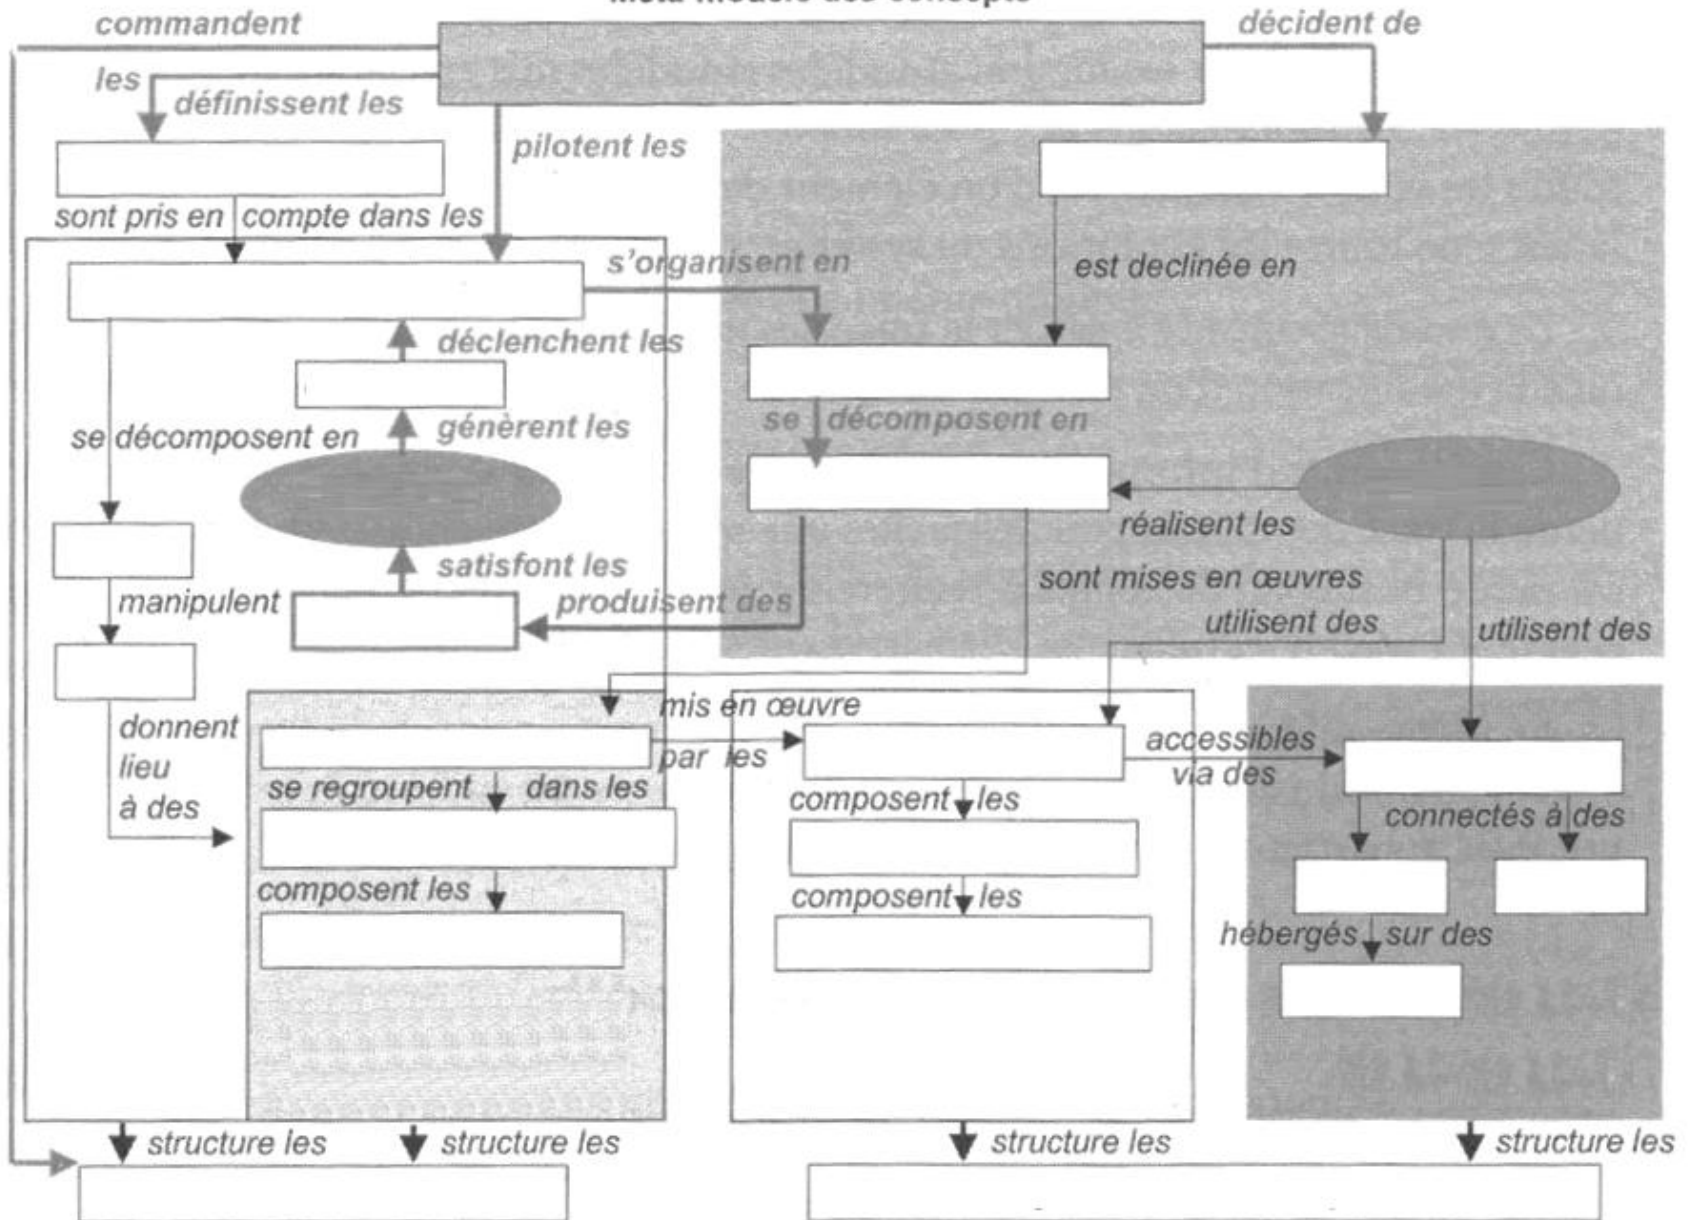 commandent
décident de
les
définissent les
pilotent les
sont pris en compte dans les
s'organisent en
est declinée en
déclenchent les
se décomposent en
génèrent les
se décomposent en
réalisent les
satisfont les
sont mises en œuvres
manipulent
produisent des
utilisent des
utilisent des
mis en œuvre
par les
donnent
lieu
à des
accessibles
via des
se regroupent dans les
composent les
connectés à des
composent les
composent les
hébergés sur des
structure les
structure les
structure les
structure les